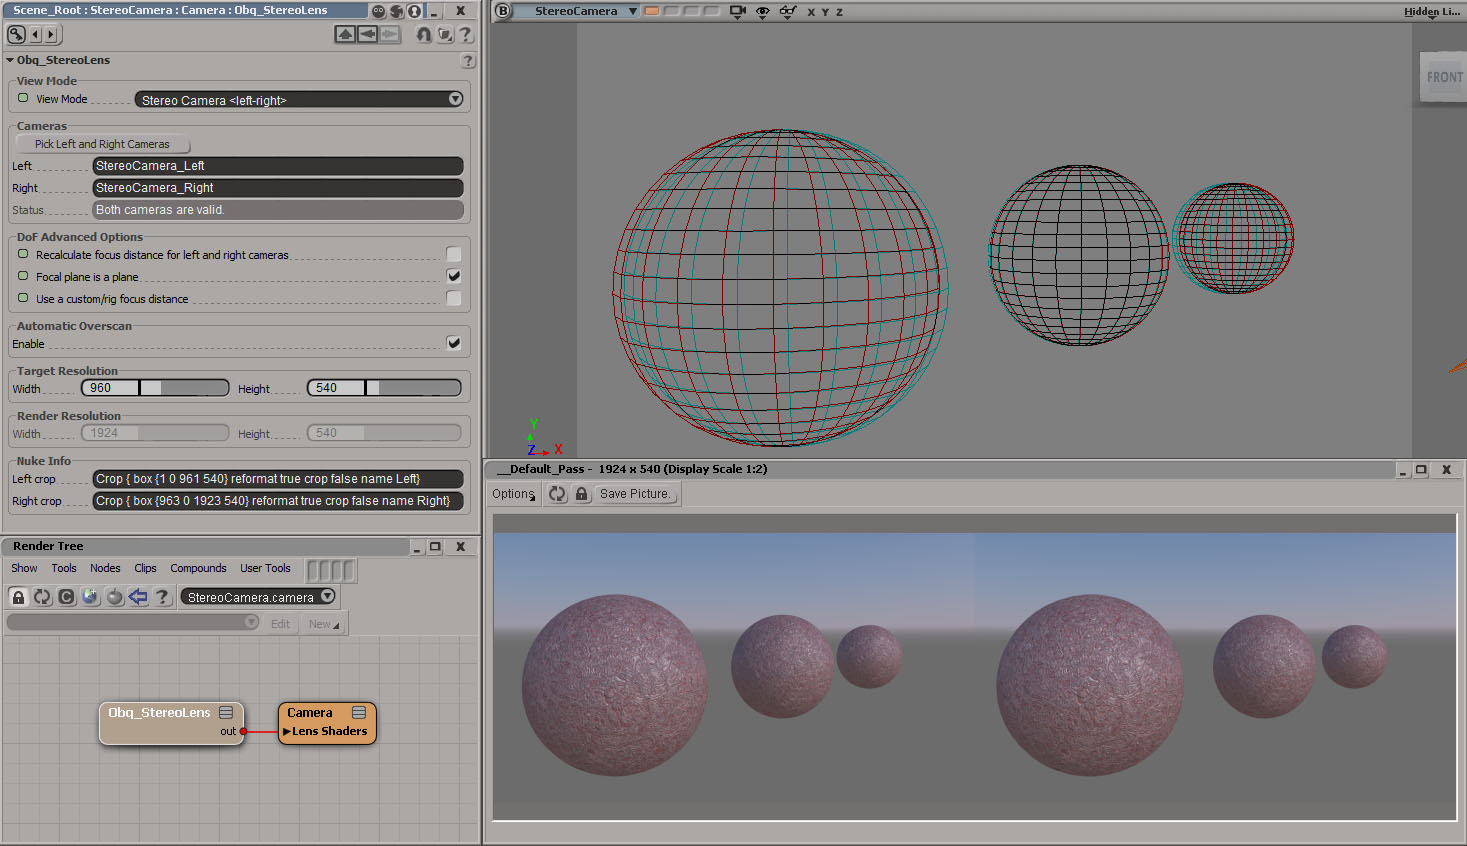 Scene_Root : StereoCamera : Camera : Obq_StereoLens
Obq_StereoLens
View Mode
View Mode
Stereo Camera <left-right>
Cameras
Pick Left and Right Cameras
Left
StereoCamera_Left
Right
StereoCamera_Right
Status
Both cameras are valid.
DoF Advanced Options
Recalculate focus distance for left and right cameras
Focal plane is a plane
Use a custom/rig focus distance
Automatic Overscan
Enable
Target Resolution
Width 960 Height 540
Render Resolution
Width 1924 Height 540
Nuke Info
Left crop
Crop { box {1 0 961 540} reformat true crop false name Left}
Right crop
Crop { box {963 0 1923 540} reformat true crop false name Right}
Render Tree
Show Tools Nodes Clips Compounds User Tools
C
?
StereoCamera.camera
Edit New
Obq_StereoLens
out
Camera
Lens Shaders
B StereoCamera X Y Z Hidden Li...
FRONT
Y
Z X
__Default_Pass - 1924 x 540 (Display Scale 1:2)
Options Save Picture.